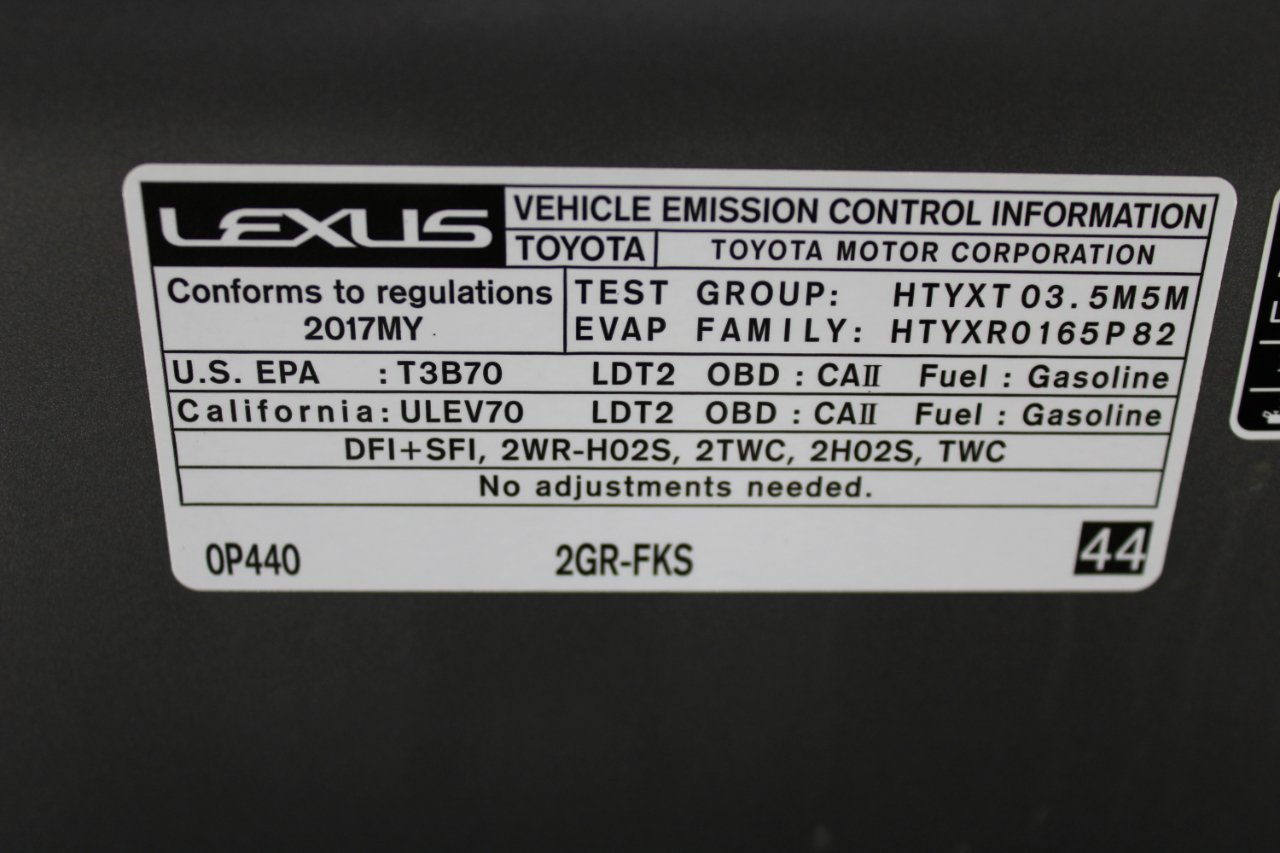 LEXUS VEHICLE EMISSION CONTROL INFORMATION
TOYOTA TOYOTA MOTOR CORPORATION
Conforms to regulations
2017MY
TEST GROUP: HTYXT03.5M5M
EVAP FAMILY: HTYXR0165P82
U.S. EPA : T3B70 LDT2 OBD : CAII Fuel : Gasoline
California: ULEV70 LDT2 OBD : CAII Fuel : Gasoline
DFI+SFI, 2WR-HO2S, 2TWC, 2HO2S, TWC
No adjustments needed.
0P440 2GR-FKS 44